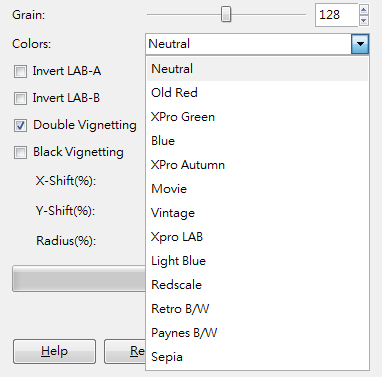 Grain: 128
Colors: Neutral
Neutral
Invert LAB-A
Old Red
Invert LAB-B
XPro Green
Double Vignetting
Blue
Black Vignetting
XPro Autumn
X-Shift(%):
Movie
Y-Shift(%):
Vintage
Radius(%):
Xpro LAB
Light Blue
Redscale
Retro B/W
Paynes B/W
Help
Re
Sepia